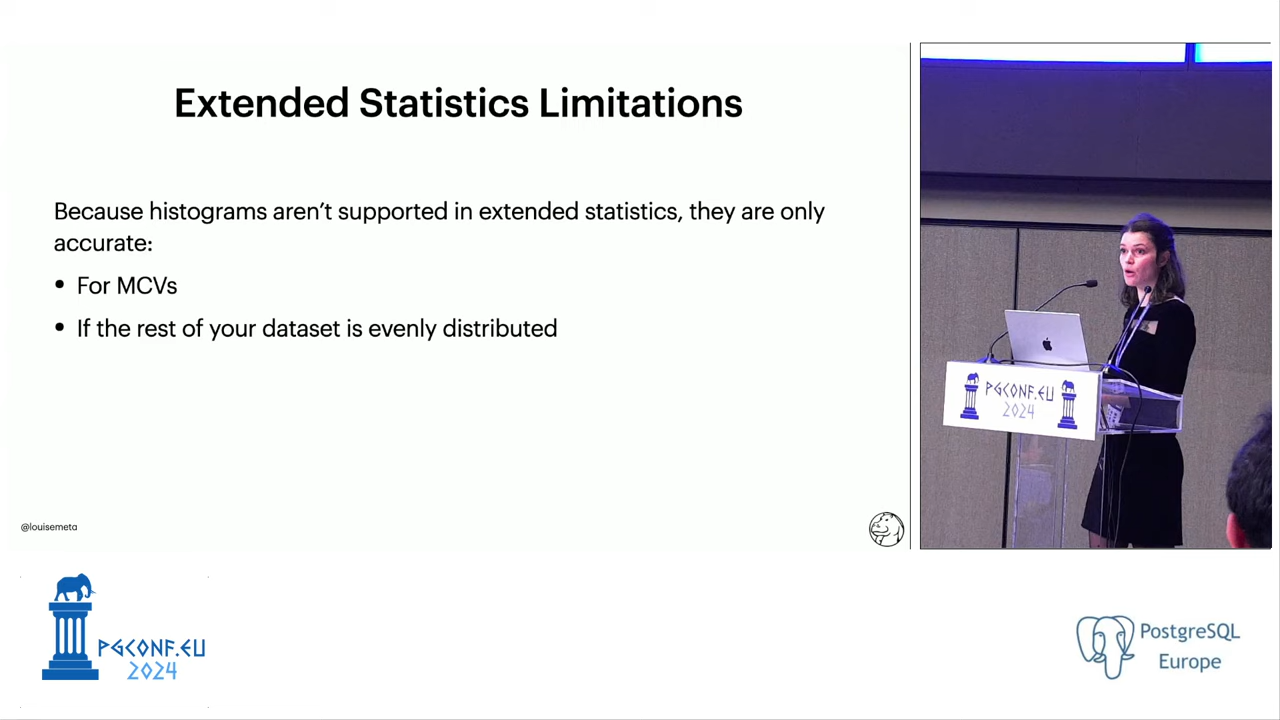 Extended Statistics Limitations
Because histograms aren’t supported in extended statistics, they are only
accurate:
• For MCVs
• If the rest of your dataset is evenly distributed
@louisemeta
PGCONF.EU
2024
PGCONF.EU
2024
PostgreSQL
Europe